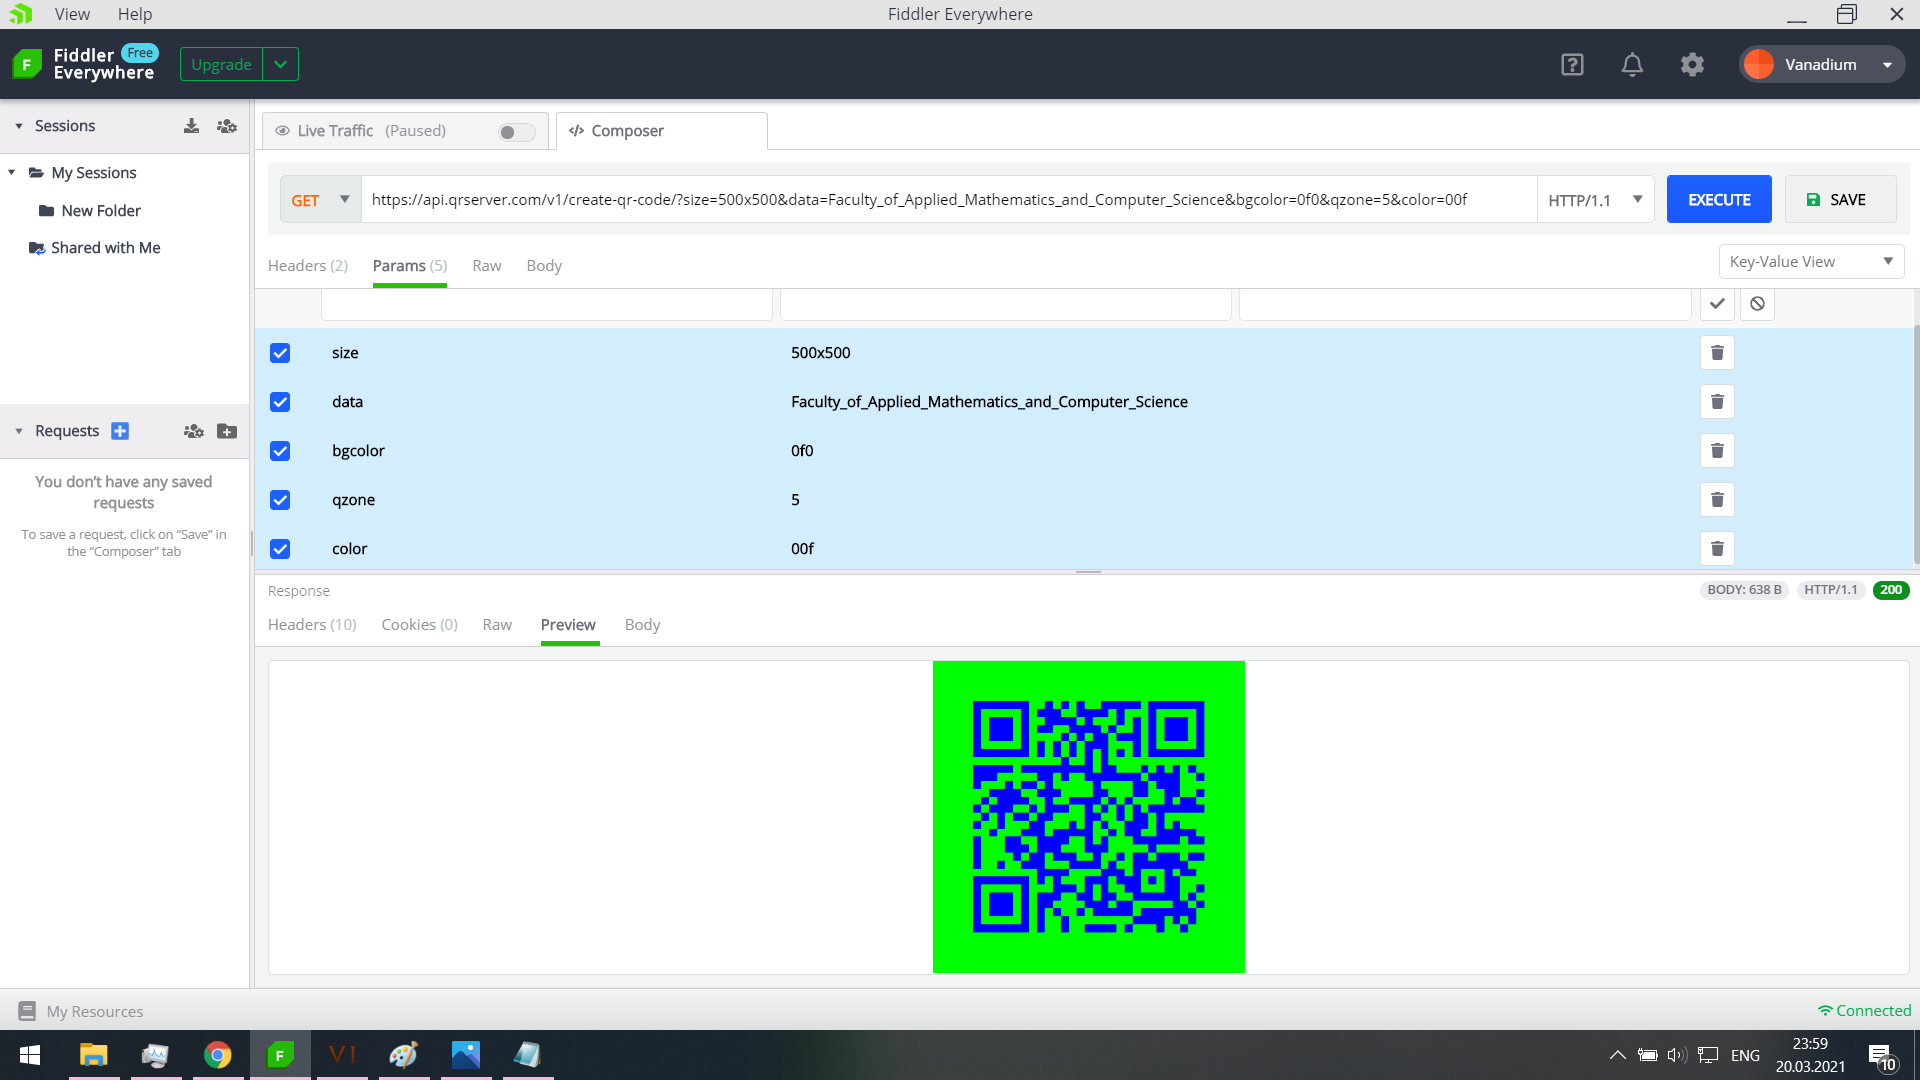 View Help
Fiddler Everywhere
F Fiddler Everywhere Free
Upgrade
? Vanadium
Sessions
My Sessions
New Folder
Shared with Me
Requests
You don't have any saved
requests
To save a request, click on “Save” in
the “Composer” tab
Live Traffic (Paused)
Composer
GET https://api.qrserver.com/v1/create-qr-code/?size=500x500&data=Faculty_of_Applied_Mathematics_and_Computer_Science&bgcolor=0f0&qzone=5&color=00f HTTP/1.1 EXECUTE SAVE
Headers (2) Params (5) Raw Body Key-Value View
size 500x500
data Faculty_of_Applied_Mathematics_and_Computer_Science
bgcolor 0f0
qzone 5
color 00f
Response BODY: 638 B HTTP/1.1 200
Headers (10) Cookies (0) Raw Preview Body
My Resources
Connected
F VI ENG 23:59
20.03.2021 10